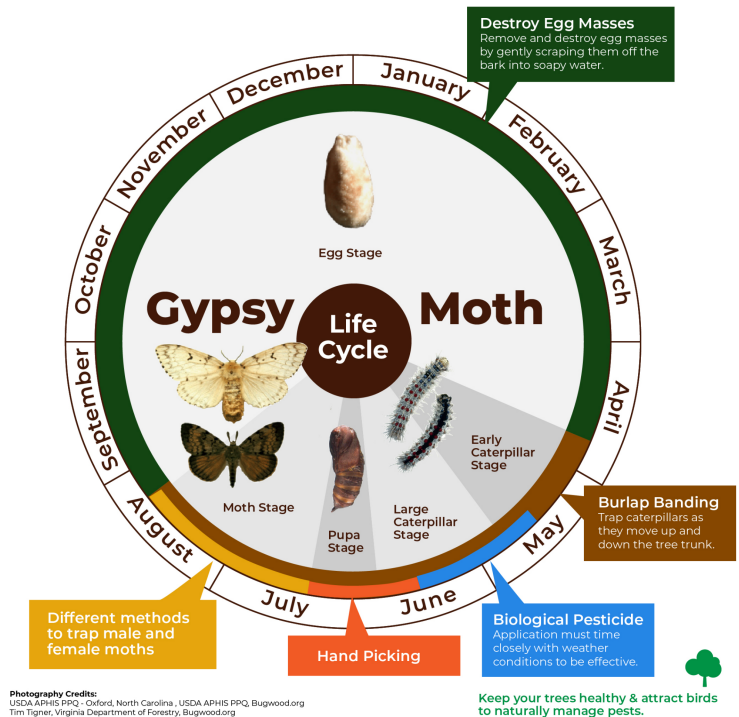 Destroy Egg Masses
Remove and destroy egg masses
by gently scraping them off the
bark into soapy water.
December
January
November
February
October
March
Egg Stage
Gypsy
Moth
Life
Cycle
September
April
Early
Caterpillar
Stage
Moth Stage
Large
Caterpillar
Stage
Pupa
Stage
August
May
Burlap Banding
Trap caterpillars as
they move up and
down the tree trunk.
July
June
Different methods
to trap male and
female moths
Hand Picking
Biological Pesticide
Application must time
closely with weather
conditions to be effective.
Photography Credits:
USDA APHIS PPQ - Oxford, North Carolina , USDA APHIS PPQ, Bugwood.org
Tim Tigner, Virginia Department of Forestry, Bugwood.org
Keep your trees healthy & attract birds
to naturally manage pests.